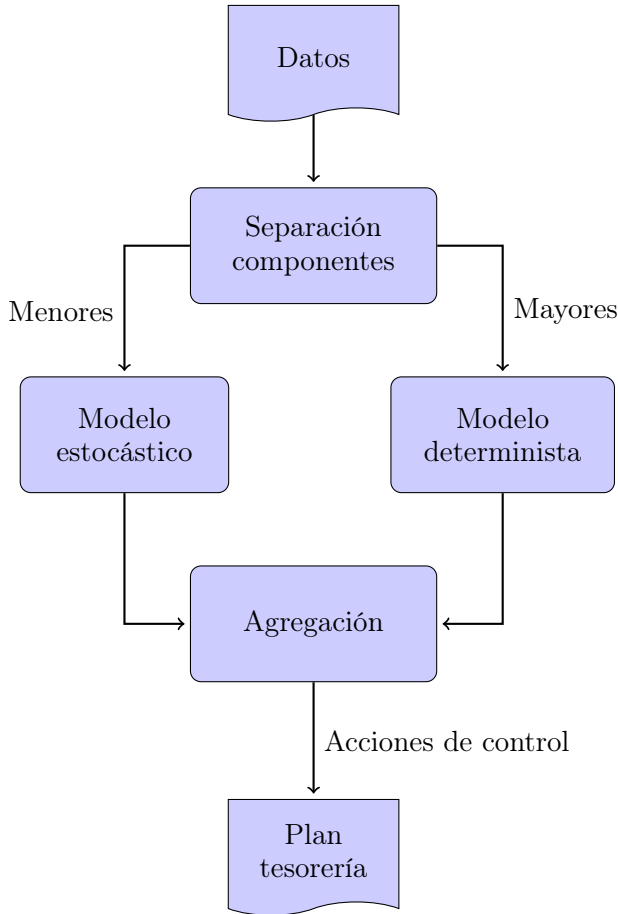 Datos
Separación
componentes
Menores
Mayores
Modelo
estocástico
Modelo
determinista
Agregación
Acciones de control
Plan
tesorería